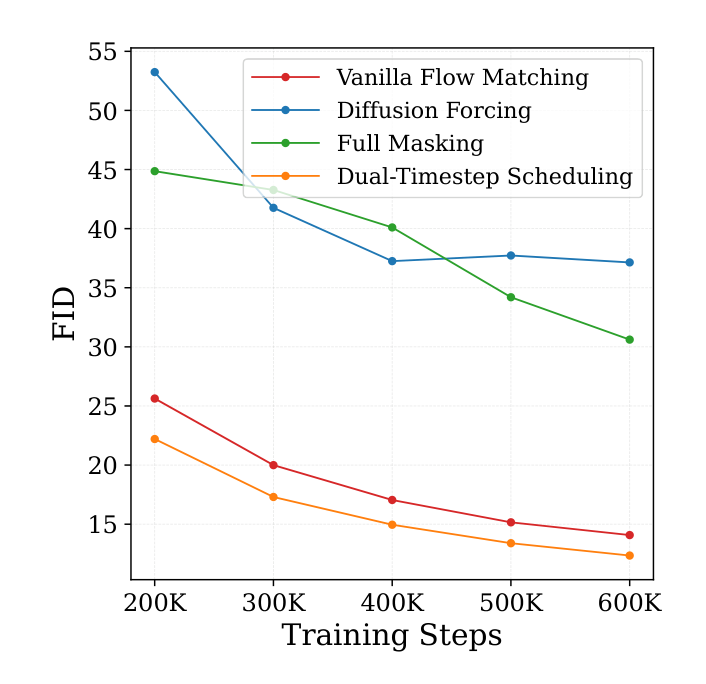 55
50
45
40
35
30
25
20
15
FID
Vanilla Flow Matching
Diffusion Forcing
Full Masking
Dual-Timestep Scheduling
200K 300K 400K 500K 600K
Training Steps